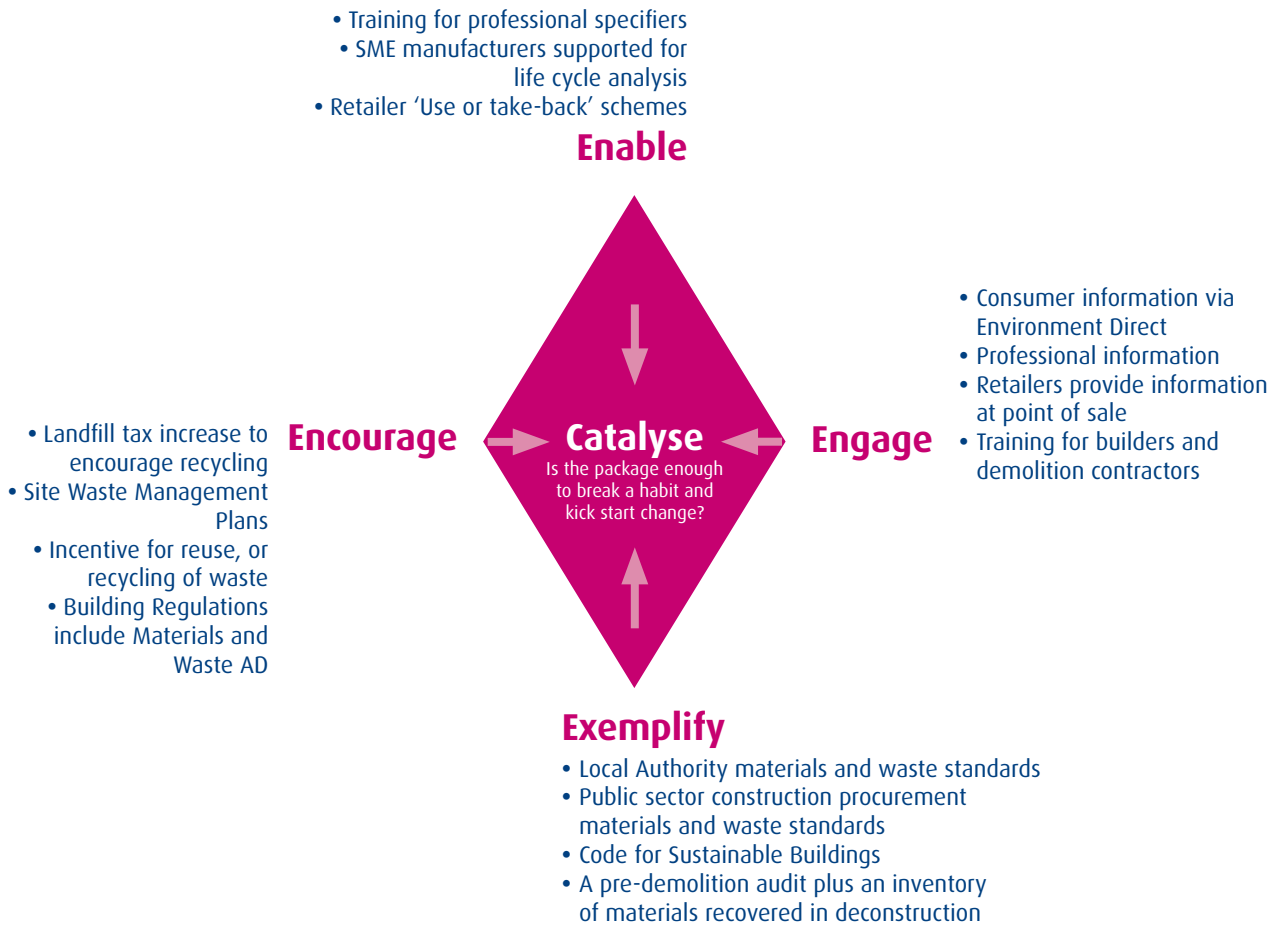 • Training for professional specifiers
• SME manufacturers supported for
life cycle analysis
• Retailer ‘Use or take-back’ schemes
Enable
• Landfill tax increase to
encourage recycling
• Site Waste Management
Plans
• Incentive for reuse, or
recycling of waste
• Building Regulations
include Materials and
Waste AD
Encourage
Catalyse
Is the package enough
to break a habit and
kick start change?
Engage
• Consumer information via
Environment Direct
• Professional information
• Retailers provide information
at point of sale
• Training for builders and
demolition contractors
Exemplify
• Local Authority materials and waste standards
• Public sector construction procurement
materials and waste standards
• Code for Sustainable Buildings
• A pre-demolition audit plus an inventory
of materials recovered in deconstruction